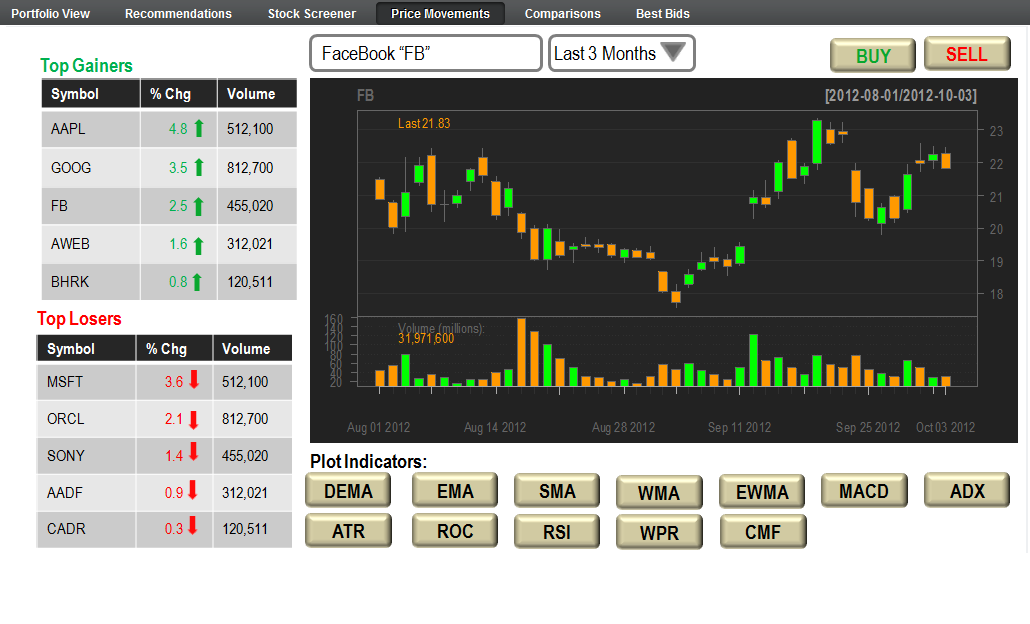 Portfolio View Recommendations Stock Screener Price Movements Comparisons Best Bids
Top Gainers
Symbol % Chg Volume
AAPL 4.8 512,100
GOOG 3.5 812,700
FB 2.5 455,020
AWEB 1.6 312,021
BHRK 0.8 120,511
Top Losers
Symbol % Chg Volume
MSFT 3.6 512,100
ORCL 2.1 812,700
SONY 1.4 455,020
AADF 0.9 312,021
CADR 0.3 120,511
FaceBook “FB” Last 3 Months BUY SELL
FB [2012-08-01/2012-10-03]
Last 21.83
23
22
21
20
19
18
Volume (millions):
31,971,600
160
140
120
100
80
60
40
20
Aug 01 2012 Aug 14 2012 Aug 28 2012 Sep 11 2012 Sep 25 2012 Oct 03 2012
Plot Indicators:
DEMA EMA SMA WMA EWMA MACD ADX
ATR ROC RSI WPR CMF